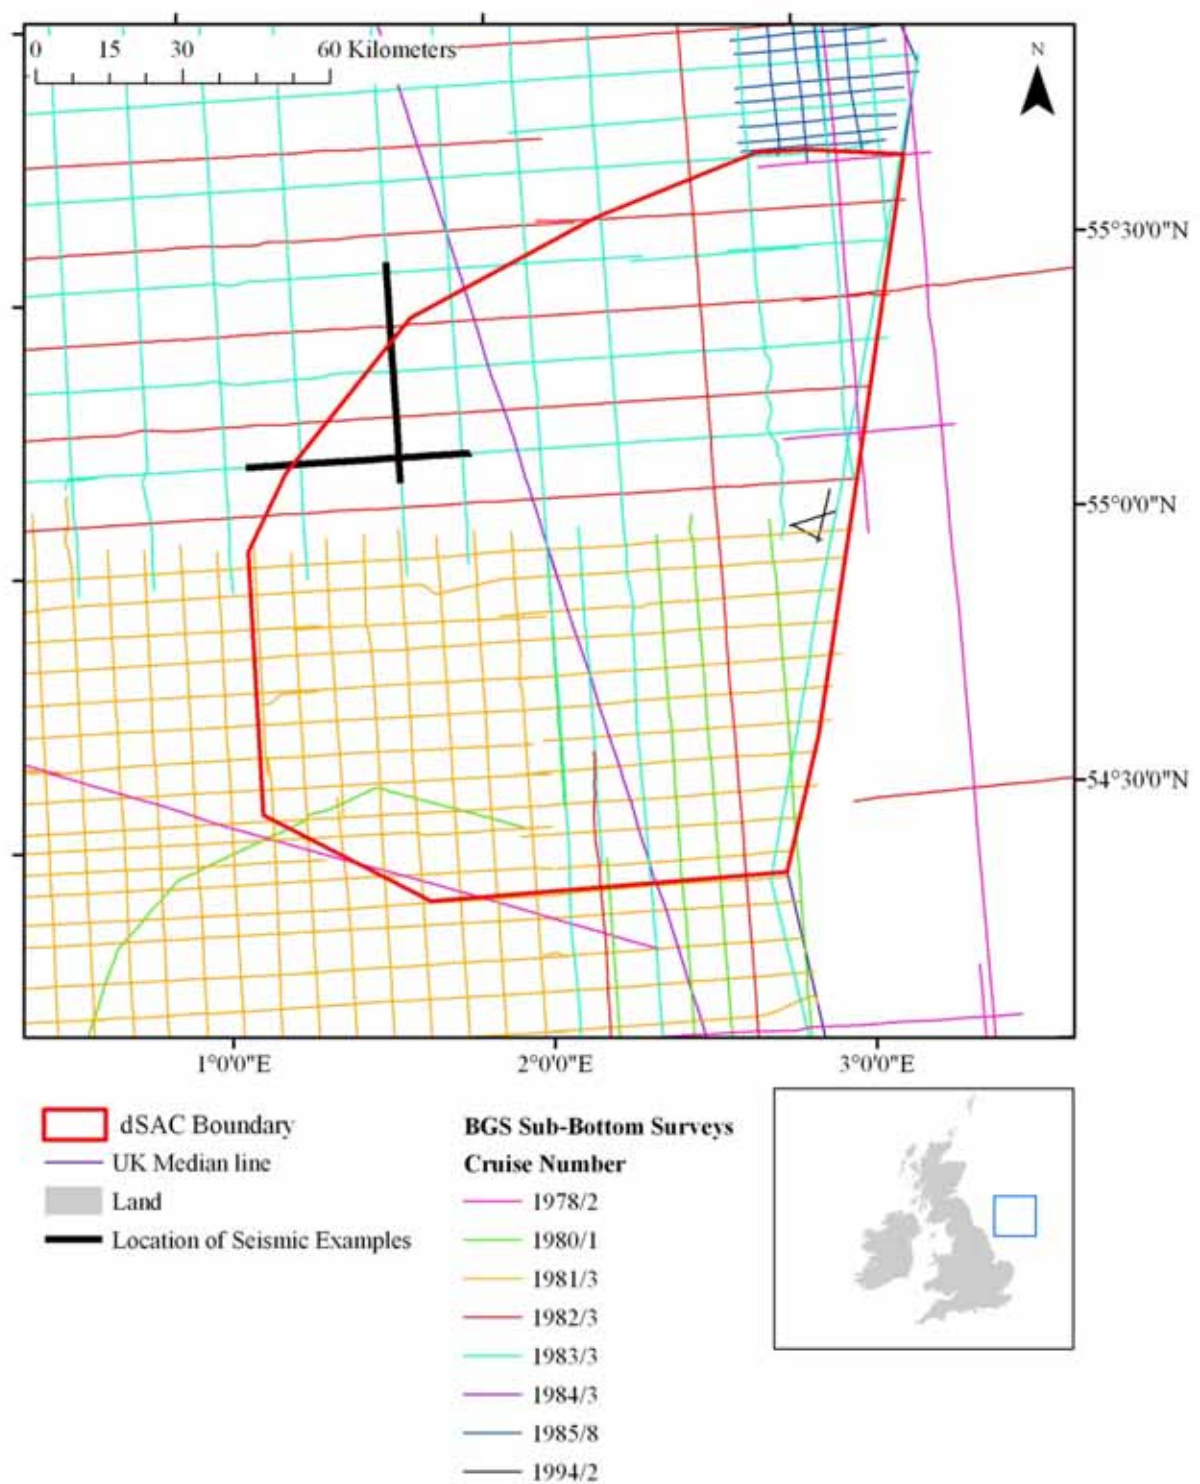 0 15 30 60 Kilometers
N
55°30'0"N
55°0'0"N
54°30'0"N
1°0'0"E 2°0'0"E 3°0'0"E
dSAC Boundary
UK Median line
Land
Location of Seismic Examples
BGS Sub-Bottom Surveys
Cruise Number
1978/2
1980/1
1981/3
1982/3
1983/3
1984/3
1985/8
1994/2